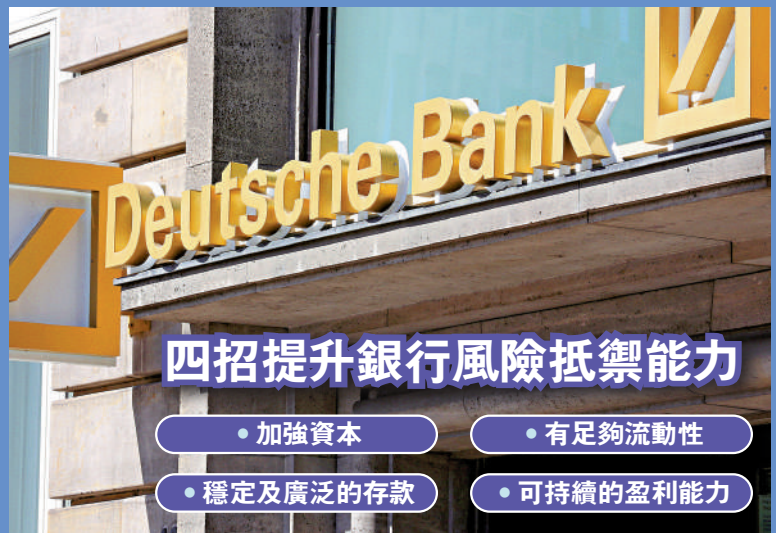 Deutsche Bank
四招提升銀行風險抵禦能力
• 加強資本
• 有足夠流動性
• 穩定及廣泛的存款
• 可持續的盈利能力